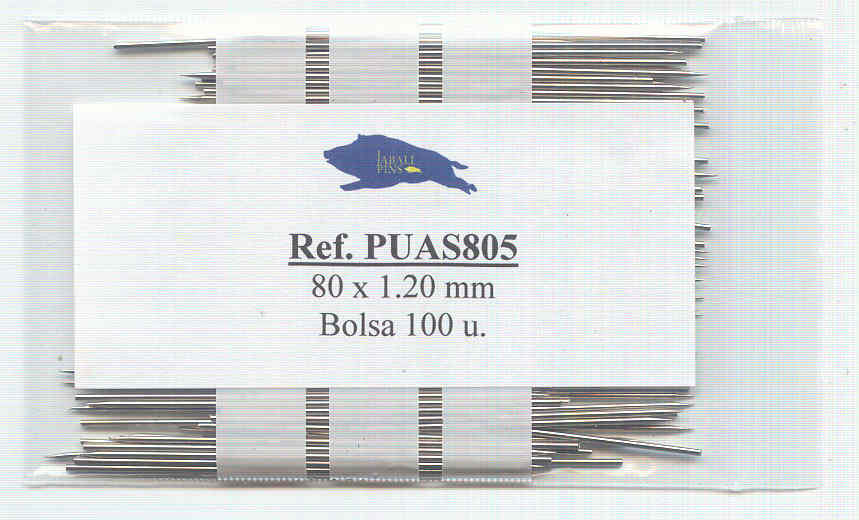 JABALI
PINS
Ref. PUAS805
80 x 1.20 mm
Bolsa 100 u.